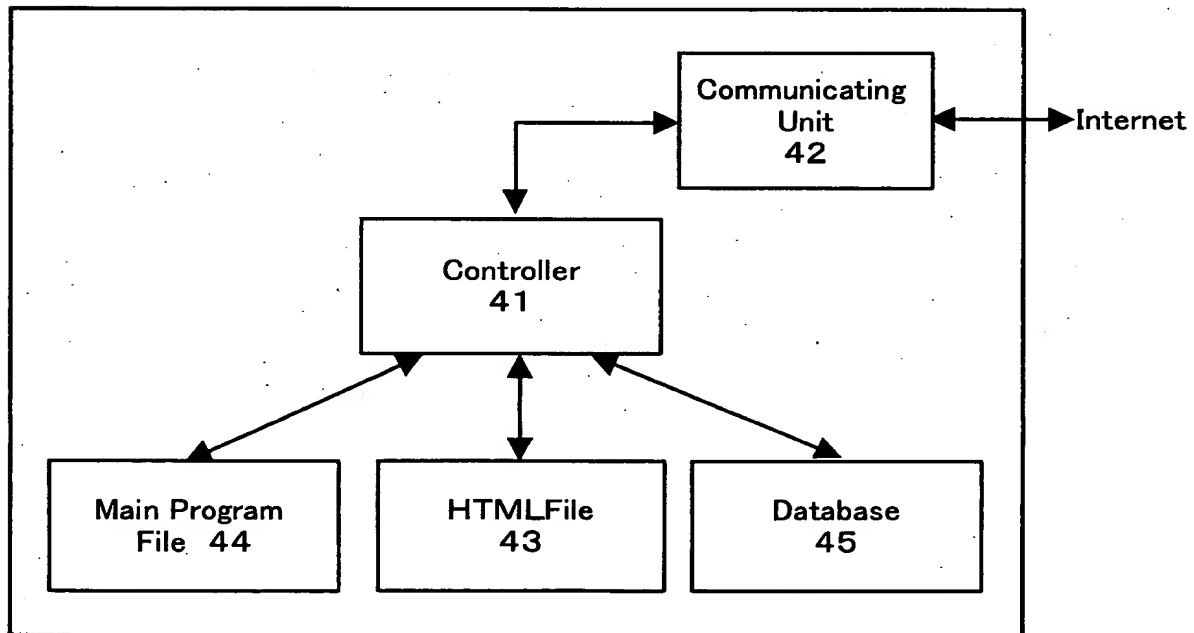 Communicating
Unit
42
Internet
Controller
41
Main Program
File 44
HTMLFile
43
Database
45